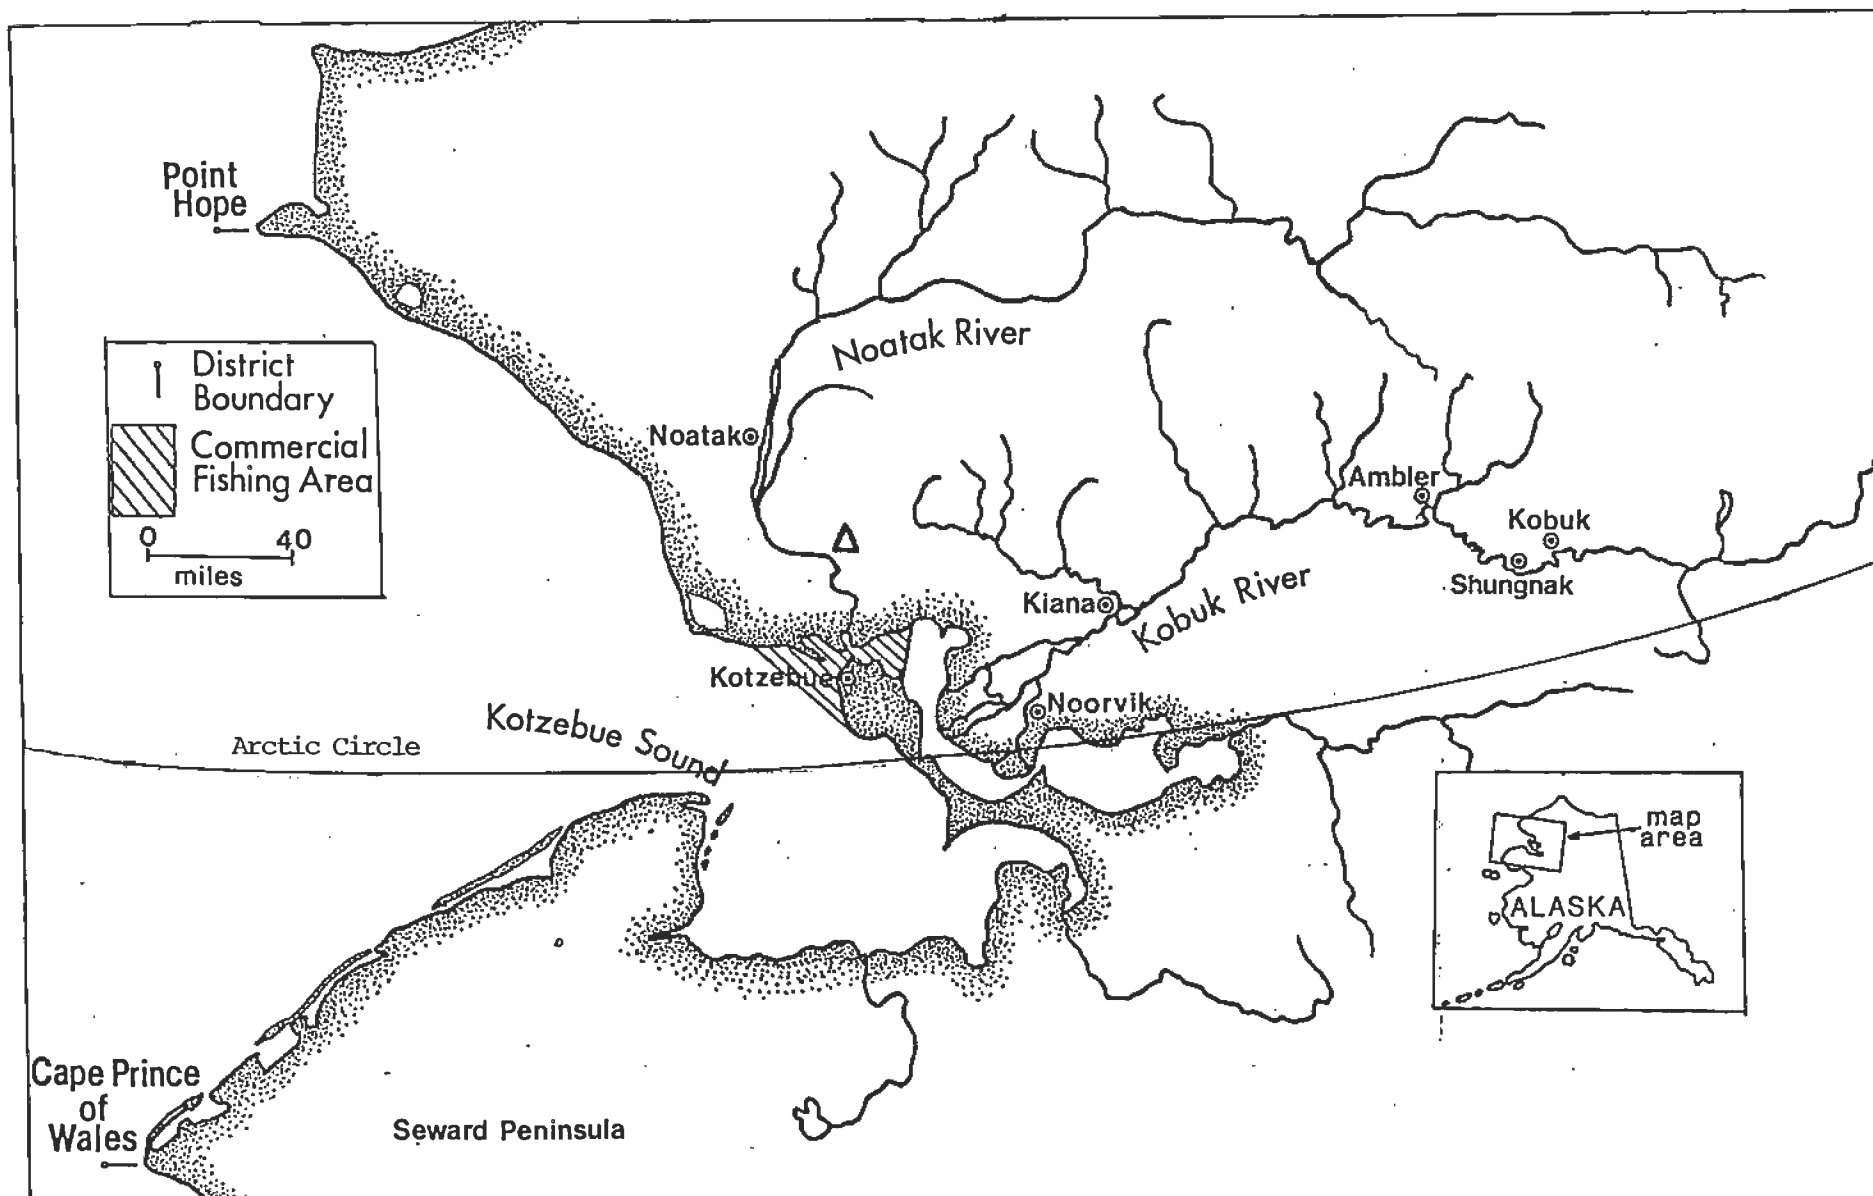 Point
Hope
District
Boundary
Commercial
Fishing Area
0 40
miles
Noatak River
Noatak
Ambler
Kobuk
Shungnak
Kiana
Kobuk River
Kotzebue
Noorvik
Kotzebue Sound
Arctic Circle
map
area
ALASKA
Cape Prince
of
Wales
Seward Peninsula